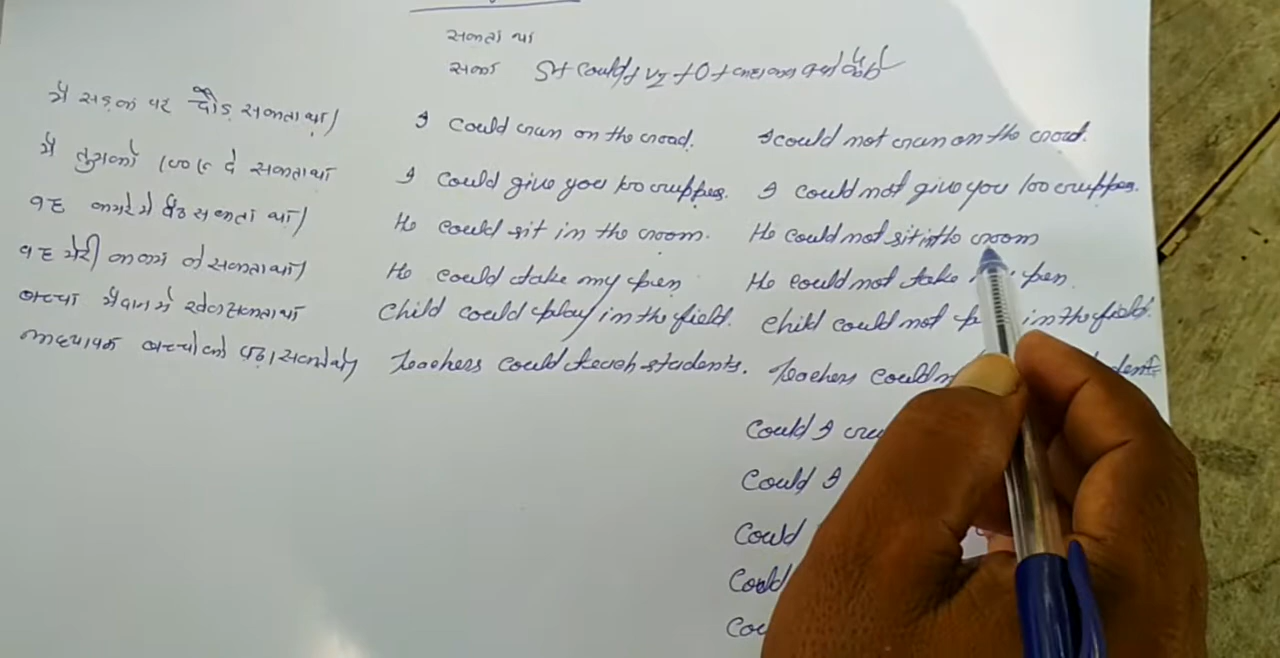 सकता था
सका S+ could + V1 + O +
मैं सड़क पर दौड़ सकता था। I could run on the road. I could not run on the road.
मैं तुमको 100 रु दे सकता था I could give you 100 ruppes. I could not give you 100 ruppes.
वह कमरे में बैठ सकता था। He could sit in the room. He could not sit in the room
वह मेरी कलम ले सकता था। He could take my pen He could not take pen.
बच्चा मैदान में खेल सकता था Child could play in the field. Child could not in the field.
अध्यापक बच्चो को पढ़ा सकते थे। Teachers could teach students. Teachers could
Could I
Could I
Could
Could